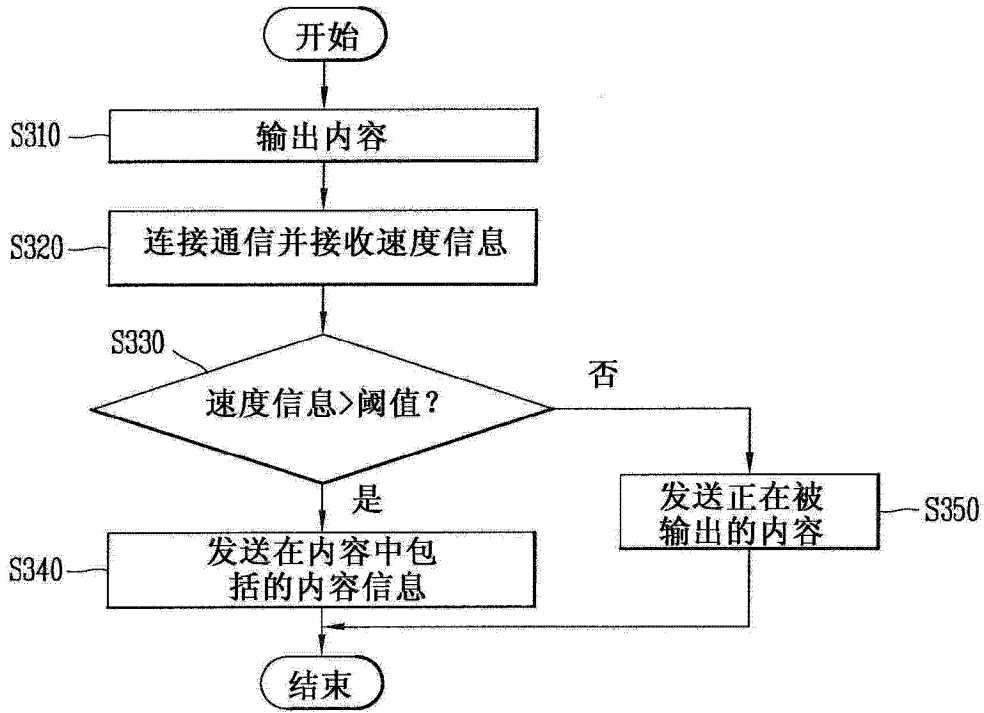 开始
S310
输出内容
S320
连接通信并接收速度信息
S330
速度信息>阈值?
否
是
发送正在被
输出的内容
S350
S340
发送在内容中包
括的内容信息
结束